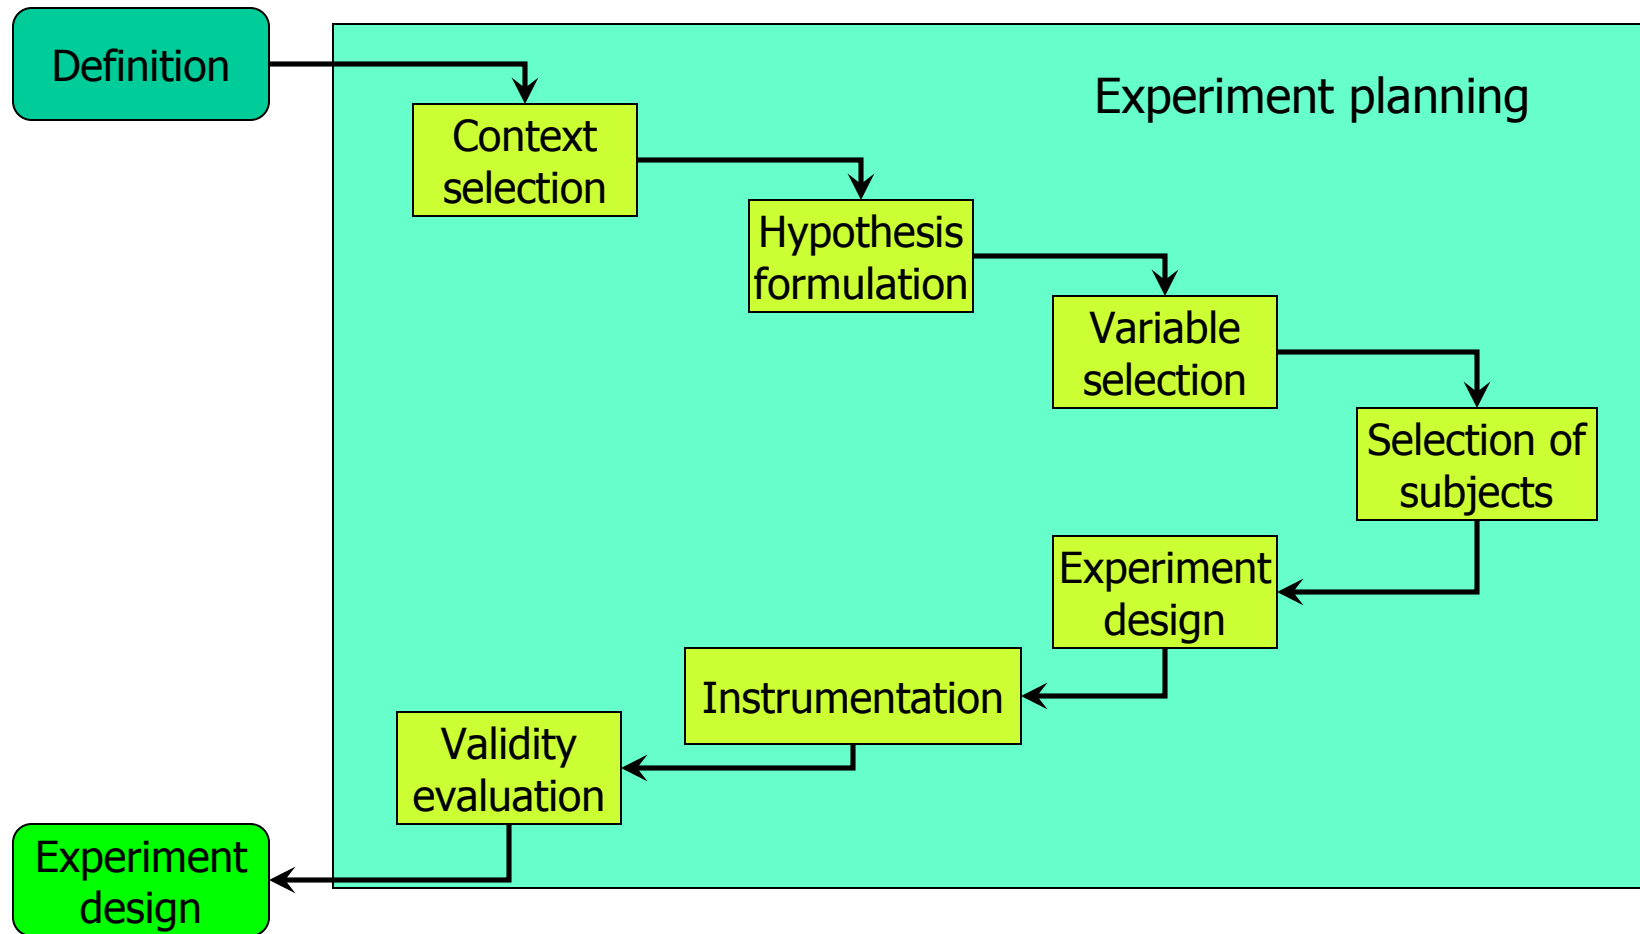 Definition
Experiment planning
Context
selection
Hypothesis
formulation
Variable
selection
Selection of
subjects
Experiment
design
Instrumentation
Validity
evaluation
Experiment
design